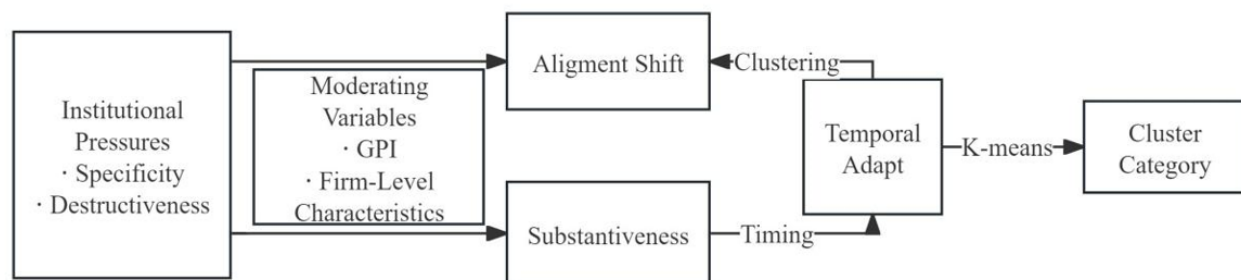 Institutional
Pressures
· Specificity
· Destructiveness
Moderating
Variables
· GPI
· Firm-Level
Characteristics
Aligment Shift
Substantiveness
Clustering
Timing
Temporal
Adapt
K-means
Cluster
Category